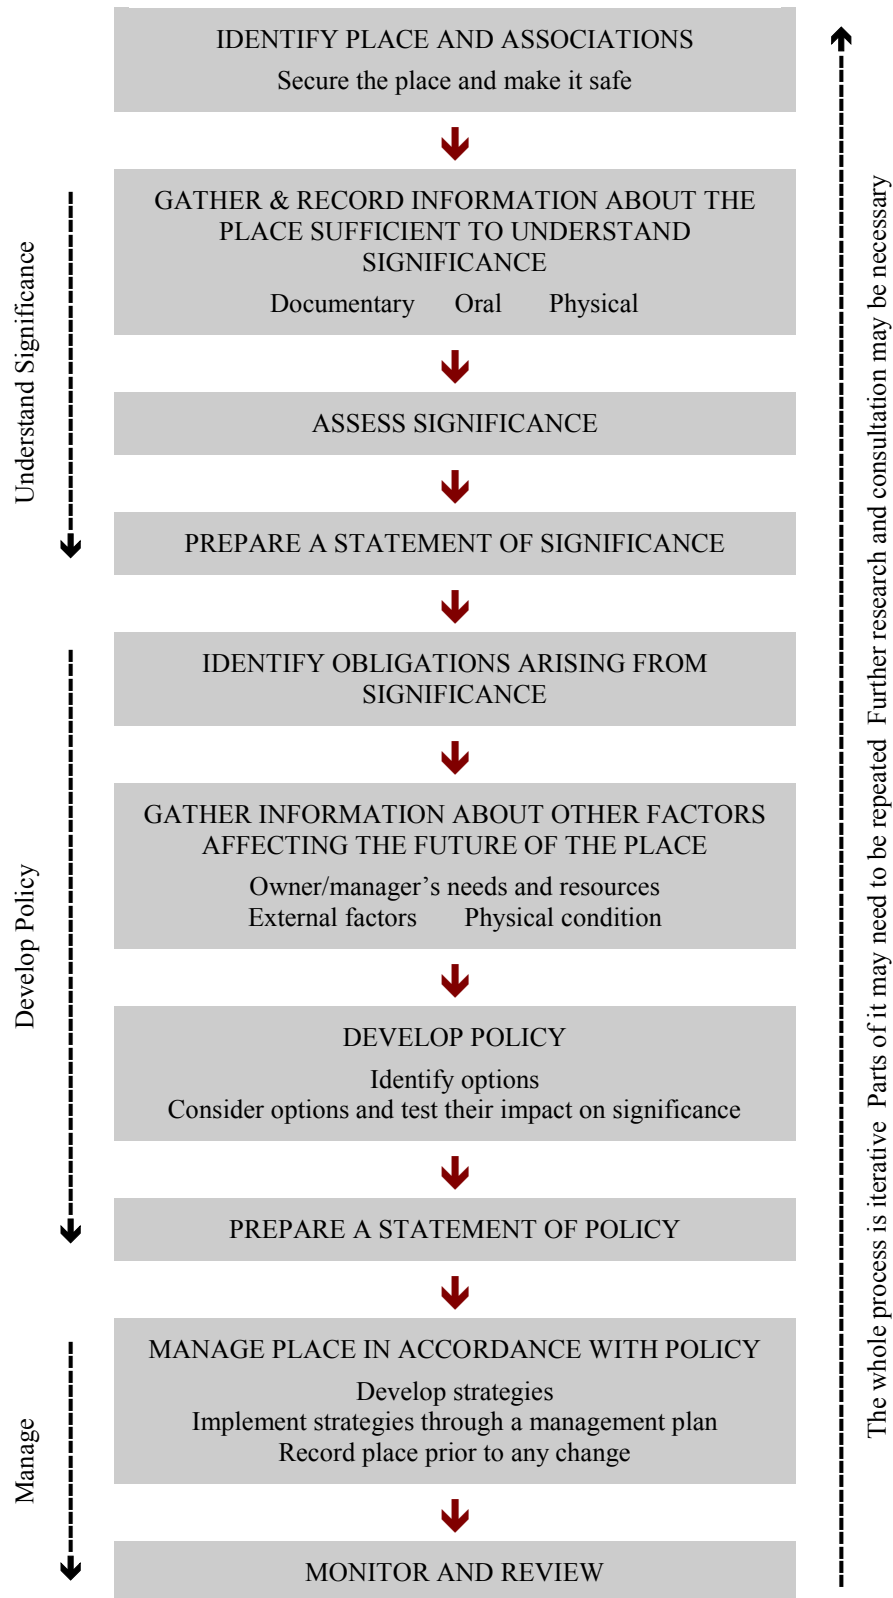 IDENTIFY PLACE AND ASSOCIATIONS
Secure the place and make it safe
GATHER & RECORD INFORMATION ABOUT THE
PLACE SUFFICIENT TO UNDERSTAND
SIGNIFICANCE
Documentary Oral Physical
ASSESS SIGNIFICANCE
PREPARE A STATEMENT OF SIGNIFICANCE
Understand Significance
IDENTIFY OBLIGATIONS ARISING FROM
SIGNIFICANCE
GATHER INFORMATION ABOUT OTHER FACTORS
AFFECTING THE FUTURE OF THE PLACE
Owner/manager’s needs and resources
External factors Physical condition
DEVELOP POLICY
Identify options
Consider options and test their impact on significance
PREPARE A STATEMENT OF POLICY
Develop Policy
MANAGE PLACE IN ACCORDANCE WITH POLICY
Develop strategies
Implement strategies through a management plan
Record place prior to any change
MONITOR AND REVIEW
Manage
The whole process is iterative Parts of it may need to be repeated Further research and consultation may be necessary